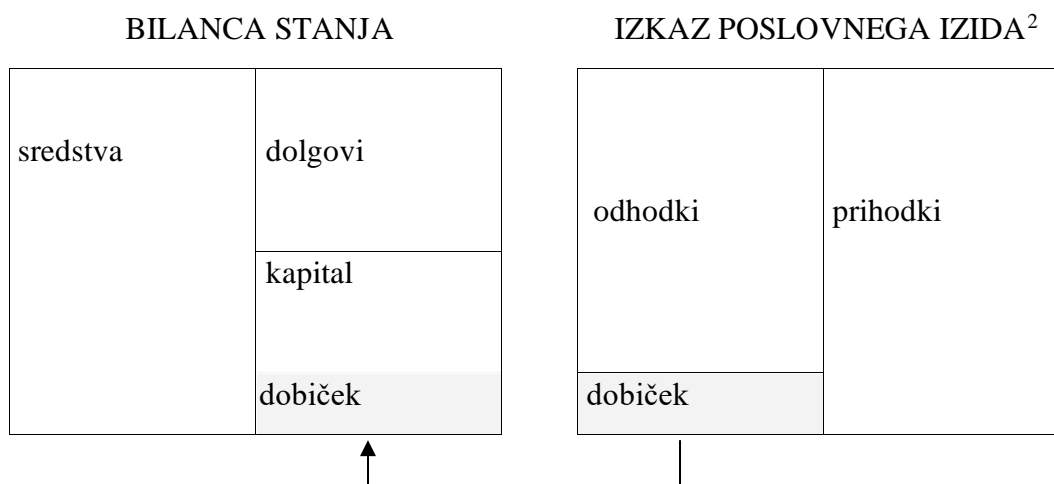 BILANCA STANJA
IZKAZ POSLOVNEGA IZIDA²
sredstva
dolgovi
kapital
dobiček
odhodki
prihodki
dobiček